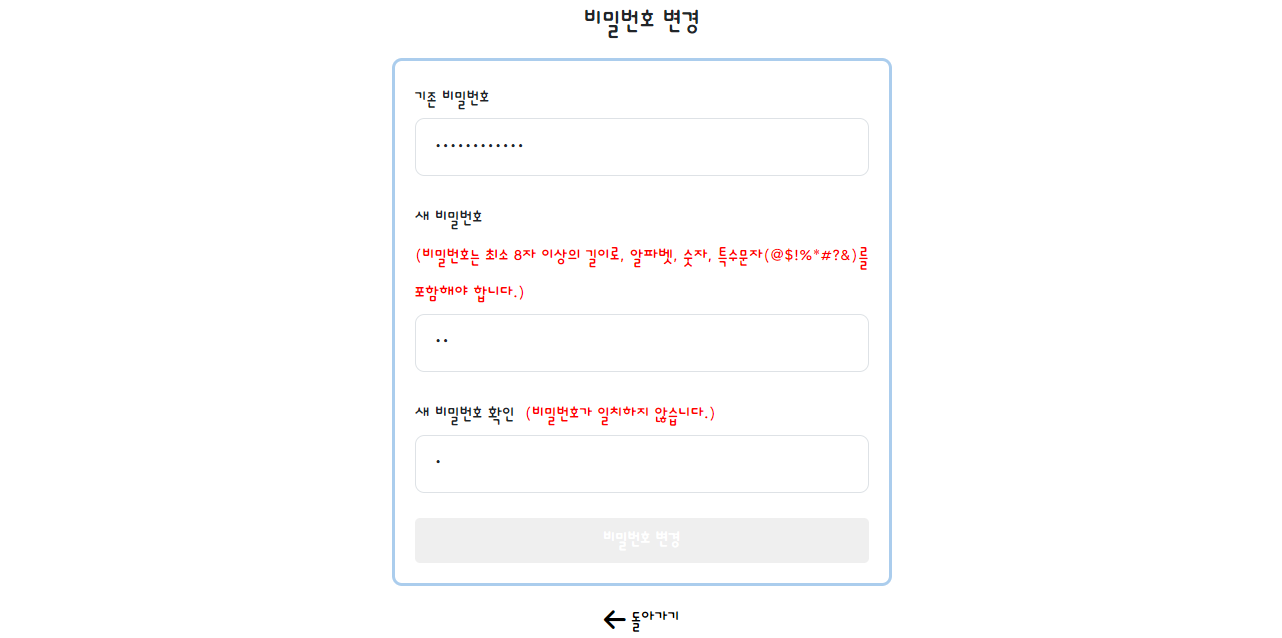 비밀번호 변경
기존 비밀번호
••••••••••••
새 비밀번호
(비밀번호는 최소 8자 이상의 길이로, 알파벳, 숫자, 특수문자(@$!%*#?&)를
포함해야 합니다.)
••
새 비밀번호 확인 (비밀번호가 일치하지 않습니다.)
•
비밀번호 변경
← 돌아가기